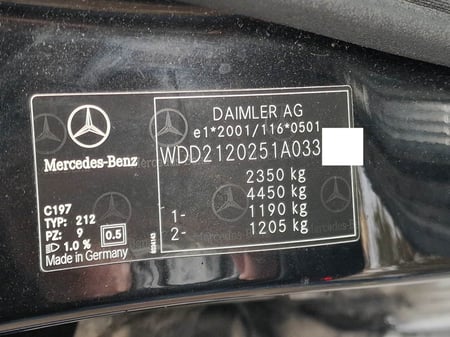 DAIMLER AG
e1*2001/116*0501
WDD2120251A033
2350 kg
4450 kg
1- 1190 kg
2- 1205 kg
Mercedes-Benz
C197
TYP: 212
PZ: 9 0.5
1.0 %
Made in Germany